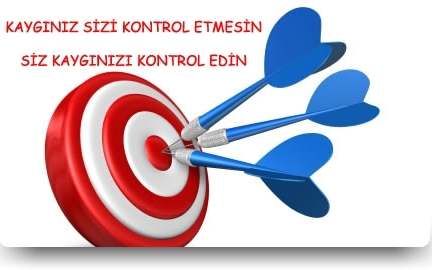 KAYGINIZ SİZİ KONTROL ETMESİN
SİZ KAYGINIZI KONTROL EDİN